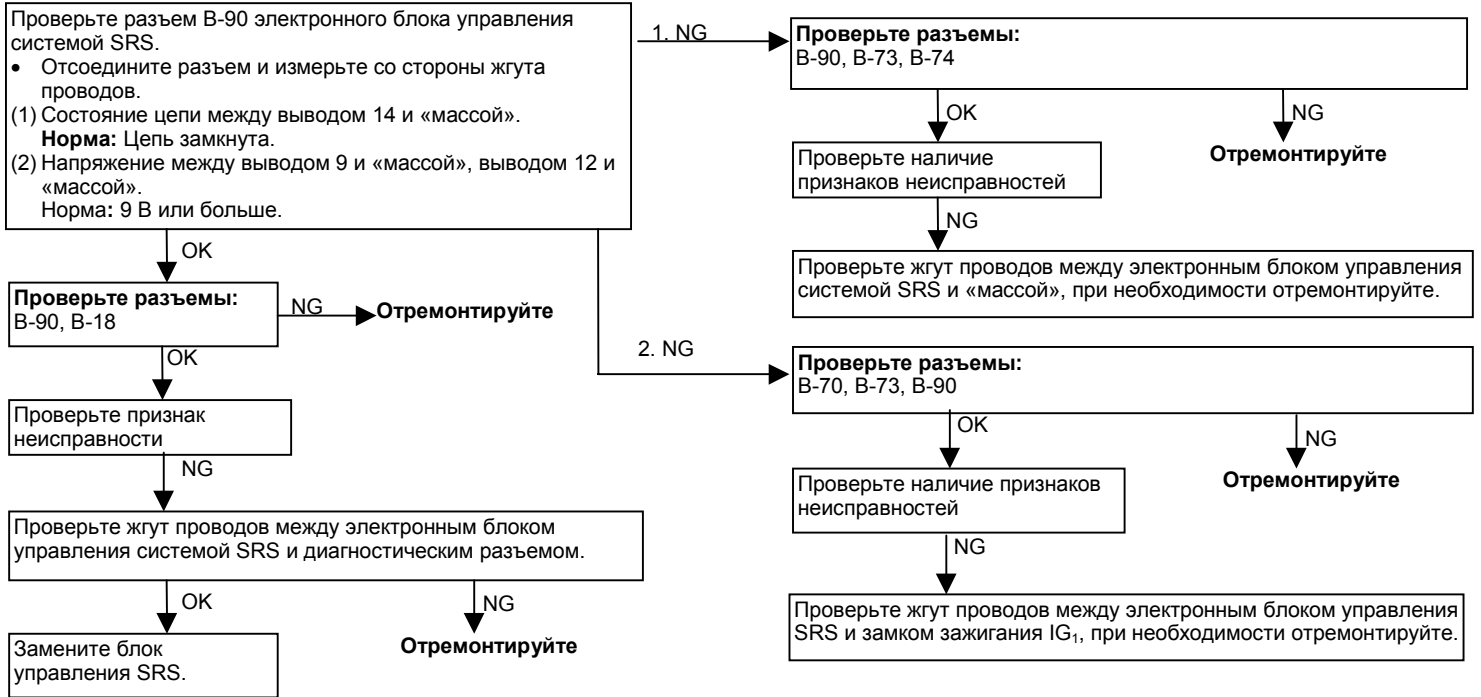 Проверьте разъем B-90 электронного блока управления
системой SRS.
• Отсоедините разъем и измерьте со стороны жгута
проводов.
(1) Состояние цепи между выводом 14 и «массой».
Норма: Цепь замкнута.
(2) Напряжение между выводом 9 и «массой», выводом 12 и
«массой».
Норма: 9 В или больше.
OK
Проверьте разъемы:
B-90, B-18
NG
Отремонтируйте
OK
Проверьте признак
неисправности
NG
Проверьте жгут проводов между электронным блоком
управления системой SRS и диагностическим разъемом.
OK
NG
Замените блок
управления SRS.
Отремонтируйте
1. NG
Проверьте разъемы:
B-90, B-73, B-74
OK
NG
Проверьте наличие
признаков неисправностей
Отремонтируйте
NG
Проверьте жгут проводов между электронным блоком управления
системой SRS и «массой», при необходимости отремонтируйте.
2. NG
Проверьте разъемы:
B-70, B-73, B-90
OK
NG
Проверьте наличие признаков
неисправностей
Отремонтируйте
NG
Проверьте жгут проводов между электронным блоком управления
SRS и замком зажигания IG₁, при необходимости отремонтируйте.